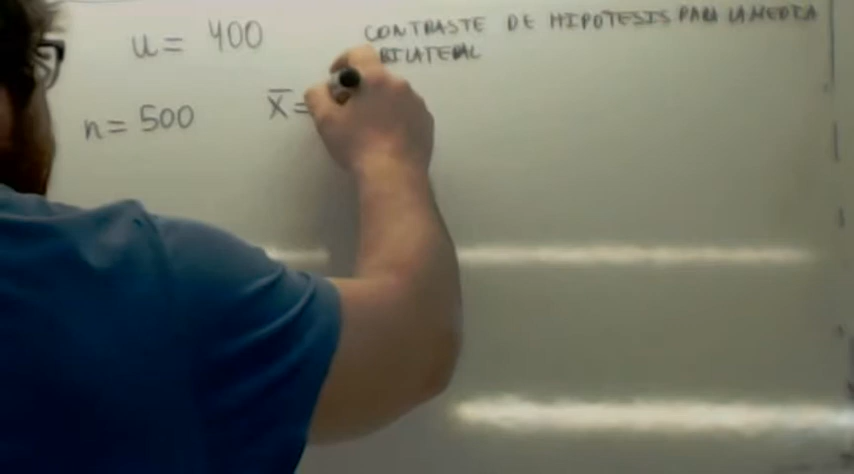 u = 400
CONTRASTE DE HIPOTESIS PARA LA MEDIA
BILATERAL
n = 500
x̄ =